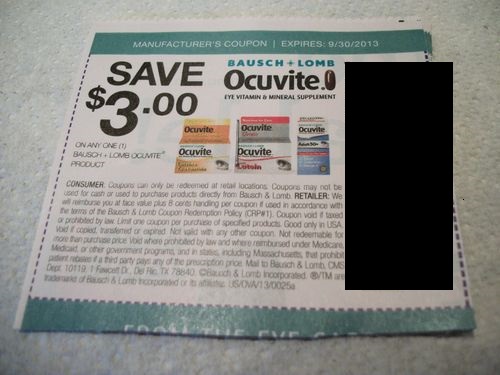 MANUFACTURER'S COUPON | EXPIRES: 9/30/2013
SAVE
$3.00
ON ANY ONE (1)
BAUSCH + LOMB OCUVITE®
PRODUCT
BAUSCH + LOMB
Ocuvite.
EYE VITAMIN & MINERAL SUPPLEMENT
Ocuvite
Ocuvite
Ocuvite
Adult 50+
Ocuvite
Ocuvite
Lutein
CONSUMER: Coupons can only be redeemed at retail locations. Coupons may not be
used for cash or used to purchase products directly from Bausch & Lomb. RETAILER: We
will reimburse you at face value plus 8 cents handling per coupon if used in accordance with
the terms of the Bausch & Lomb Coupon Redemption Policy (CRP#1). Coupon void if taxed
or prohibited by law. Limit one coupon per purchase of specified products. Good only in USA.
Void if copied, transferred or expired. Not valid with any other coupon. Not redeemable for
more than purchase price. Void where prohibited by law and where reimbursed under Medicare,
Medicaid, or other government programs, and in states, including Massachusetts, that prohibit
patient rebates if a third party pays any of the prescription price. Mail to Bausch & Lomb, CMS
Dept. 10119, 1 Fawcett Dr., Del Rio, TX 78840. ©Bausch & Lomb Incorporated. ®/TM are
trademarks of Bausch & Lomb Incorporated or its affiliates. US/OVA/13/0025a
FROM THE EYE